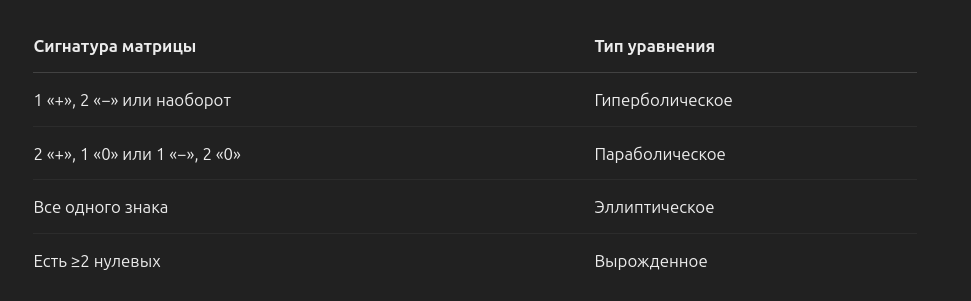 Сигнатура матрицы Тип уравнения
1 «+», 2 «−» или наоборот Гиперболическое
2 «+», 1 «0» или 1 «−», 2 «0» Параболическое
Все одного знака Эллиптическое
Есть ≥2 нулевых Вырожденное